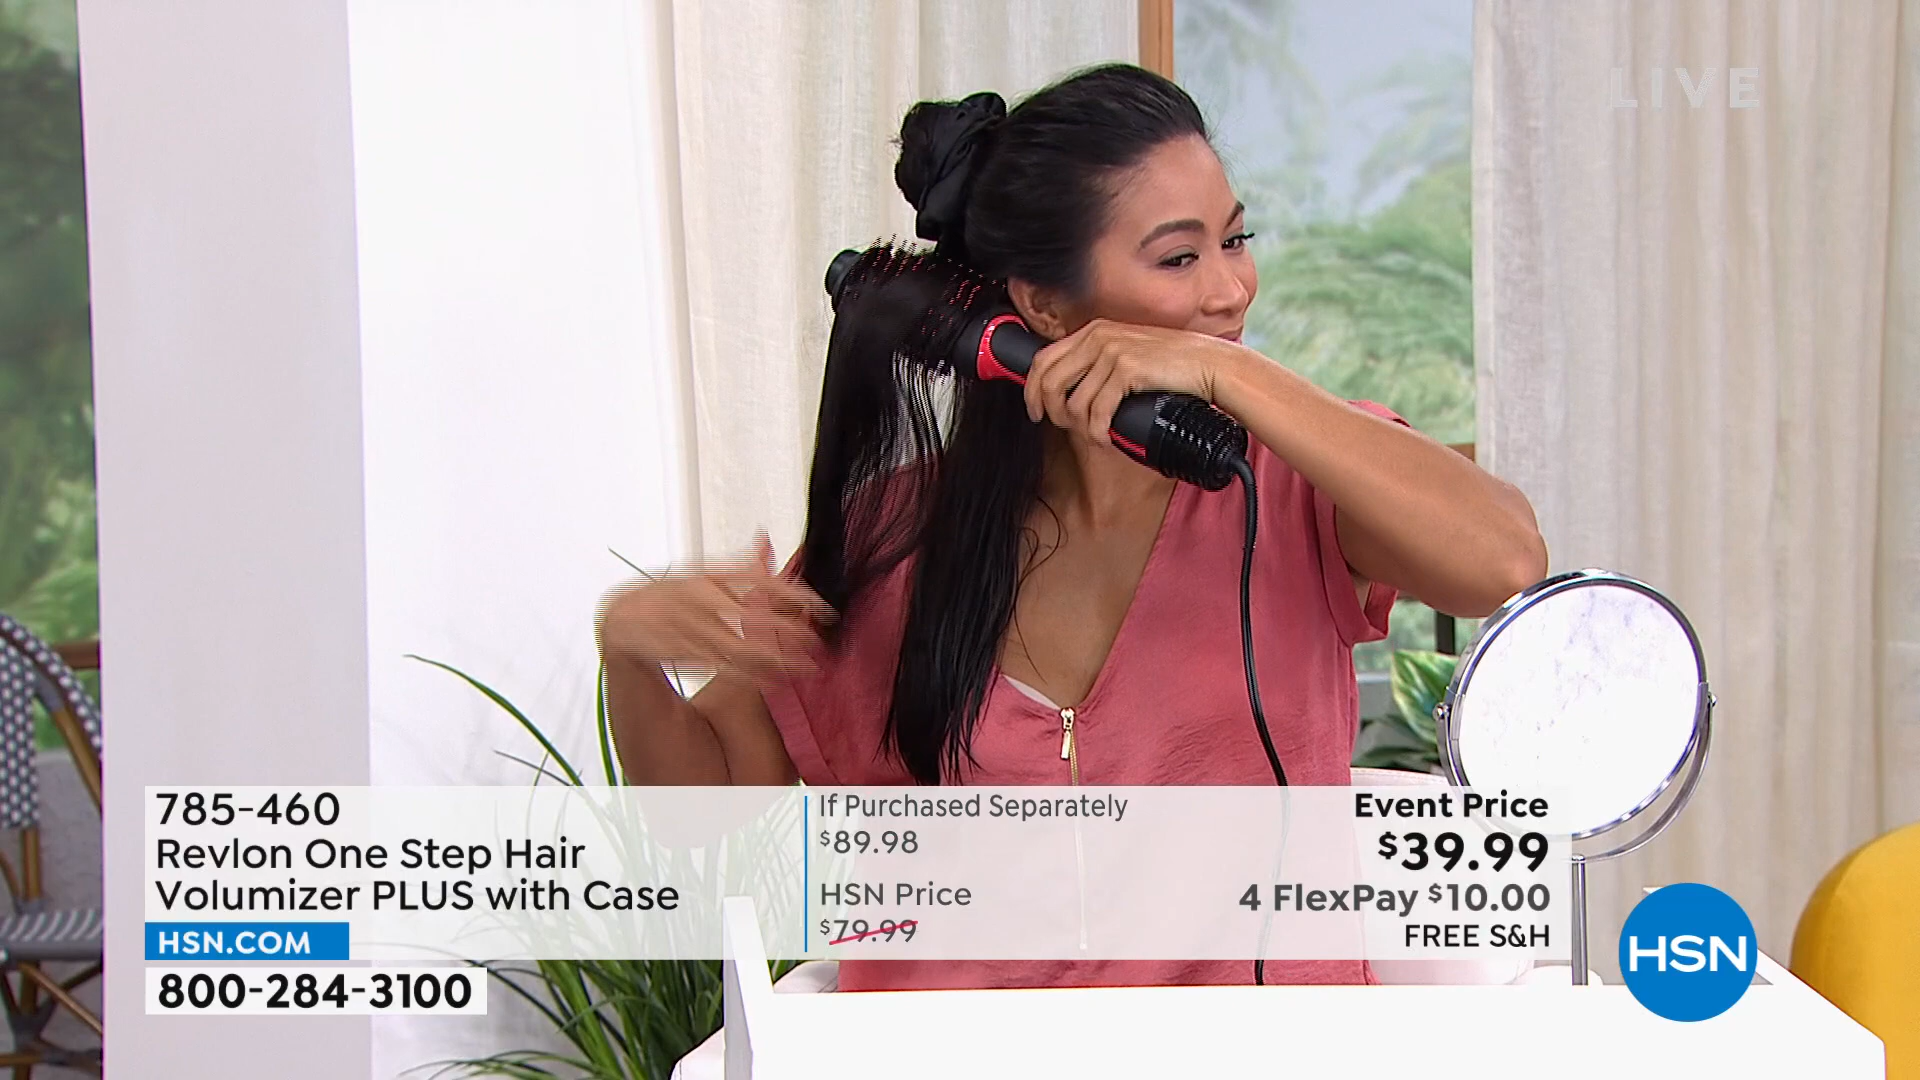 LIVE
785-460
Revlon One Step Hair
Volumizer PLUS with Case
HSN.COM
800-284-3100
If Purchased Separately
$89.98
HSN Price
$79.99
Event Price
$39.99
4 FlexPay $10.00
FREE S&H
HSN